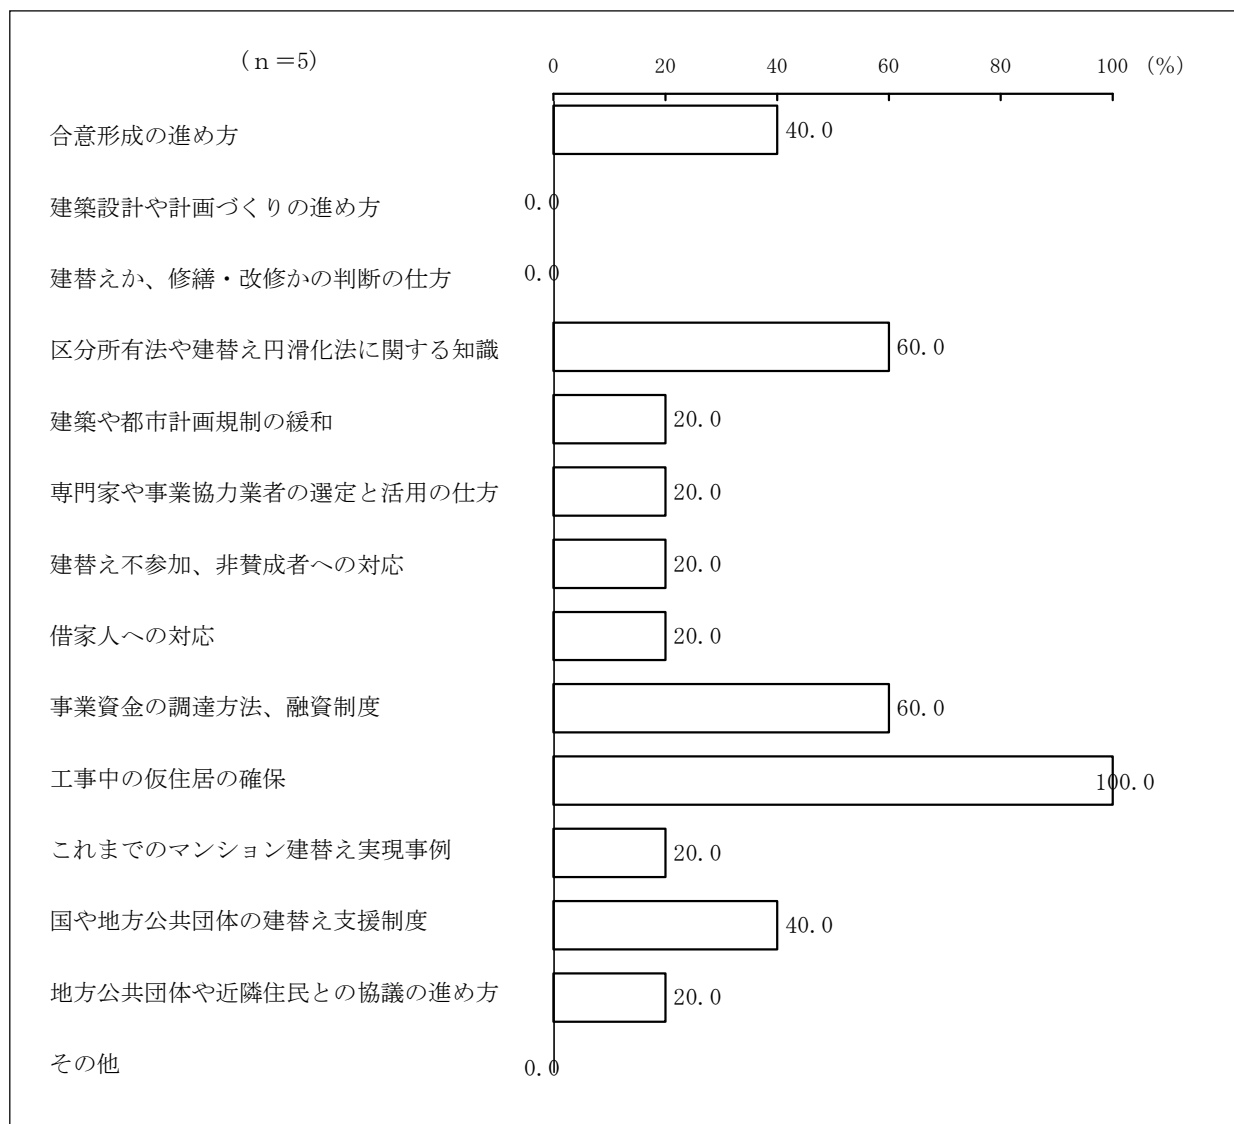 (ｎ＝5)
0 20 40 60 80 100 (%)
合意形成の進め方 40.0
建築設計や計画づくりの進め方 0.0
建替えか、修繕・改修かの判断の仕方 0.0
区分所有法や建替え円滑化法に関する知識 60.0
建築や都市計画規制の緩和 20.0
専門家や事業協力業者の選定と活用の仕方 20.0
建替え不参加、非賛成者への対応 20.0
借家人への対応 20.0
事業資金の調達方法、融資制度 60.0
工事中の仮住居の確保 100.0
これまでのマンション建替え実現事例 20.0
国や地方公共団体の建替え支援制度 40.0
地方公共団体や近隣住民との協議の進め方 20.0
その他 0.0